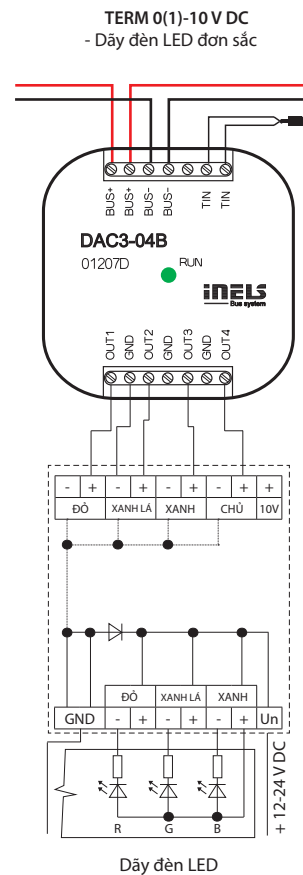 TERM 0(1)-10 V DC
- Dãy đèn LED đơn sắc
BUS+ BUS+ BUS- BUS- TIN TIN
DAC3-04B
01207D RUN
iNELS
Bus system
OUT1 GND OUT2 GND OUT3 GND OUT4
- + - + - + - + +
ĐỎ XANH LÁ XANH CHỦ 10V
ĐỎ XANH LÁ XANH
GND - + - + - + Un
R G B
+ 12-24 V DC
Dãy đèn LED